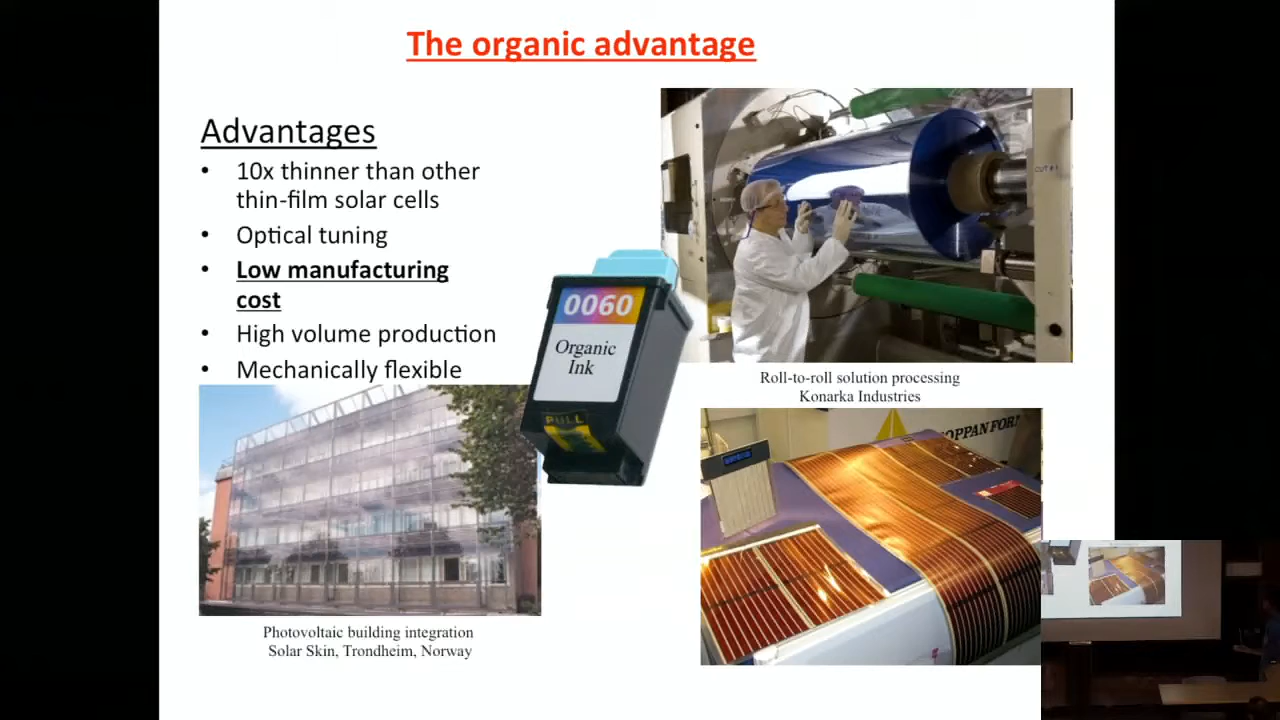 The organic advantage
Advantages
• 10x thinner than other
thin-film solar cells
• Optical tuning
• Low manufacturing
cost
• High volume production
• Mechanically flexible
0060
Organic
Ink
PULL
Roll-to-roll solution processing
Konarka Industries
OPPAN FORM
Photovoltaic building integration
Solar Skin, Trondheim, Norway